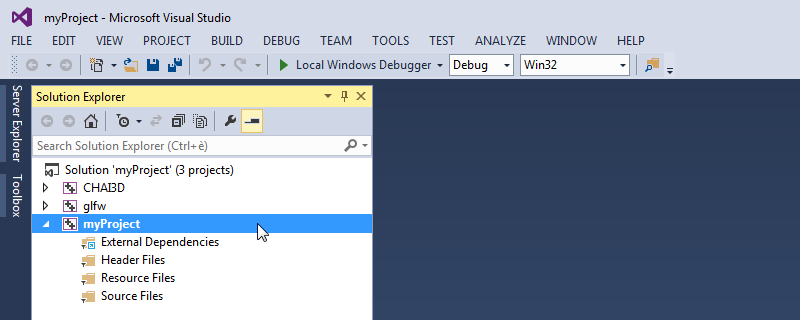 myProject - Microsoft Visual Studio
FILE EDIT VIEW PROJECT BUILD DEBUG TEAM TOOLS TEST ANALYZE WINDOW HELP
Local Windows Debugger Debug Win32
Server Explorer
Toolbox
Solution Explorer
Search Solution Explorer (Ctrl+è)
Solution 'myProject' (3 projects)
CHAI3D
glfw
myProject
External Dependencies
Header Files
Resource Files
Source Files